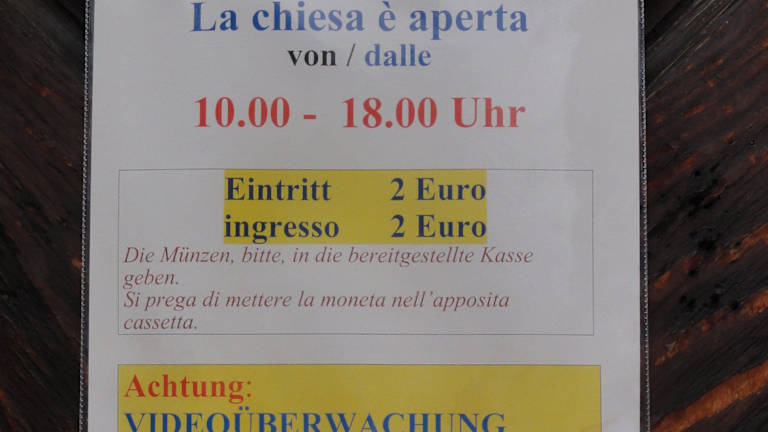 La chiesa è aperta
von / dalle
10.00 - 18.00 Uhr
Eintritt 2 Euro
ingresso 2 Euro
Die Münzen, bitte, in die bereitgestellte Kasse
geben.
Si prega di mettere la moneta nell'apposita
cassetta.
Achtung:
VIDEOÜBERWACHUNG